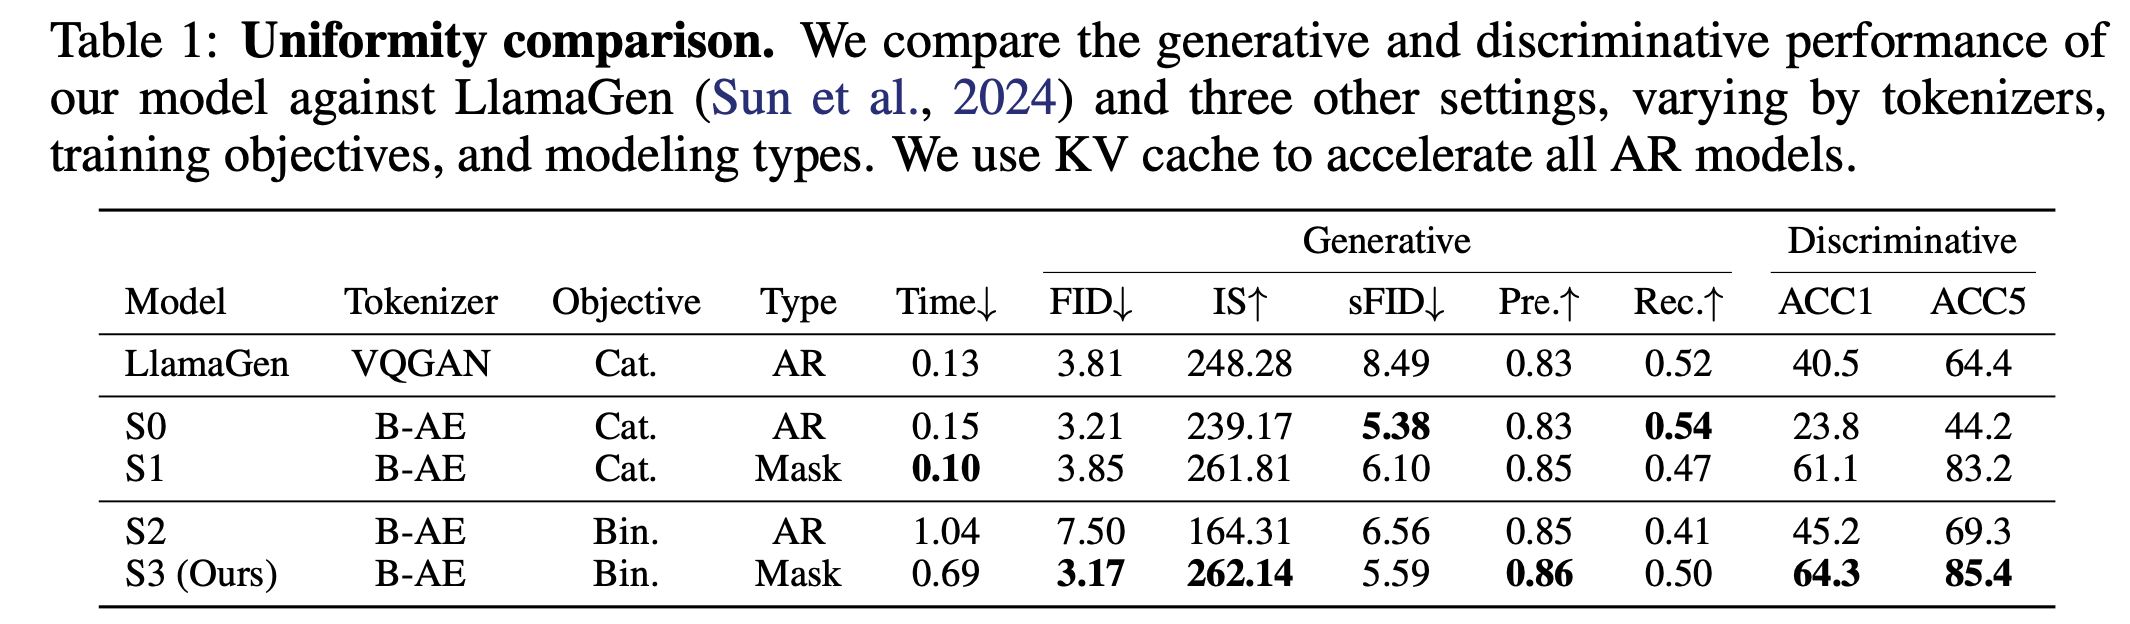 Table 1: Uniformity comparison. We compare the generative and discriminative performance of
our model against LlamaGen (Sun et al., 2024) and three other settings, varying by tokenizers,
training objectives, and modeling types. We use KV cache to accelerate all AR models.
Generative Discriminative
Model Tokenizer Objective Type Time↓ FID↓ IS↑ sFID↓ Pre.↑ Rec.↑ ACC1 ACC5
LlamaGen VQGAN Cat. AR 0.13 3.81 248.28 8.49 0.83 0.52 40.5 64.4
S0 B-AE Cat. AR 0.15 3.21 239.17 5.38 0.83 0.54 23.8 44.2
S1 B-AE Cat. Mask 0.10 3.85 261.81 6.10 0.85 0.47 61.1 83.2
S2 B-AE Bin. AR 1.04 7.50 164.31 6.56 0.85 0.41 45.2 69.3
S3 (Ours) B-AE Bin. Mask 0.69 3.17 262.14 5.59 0.86 0.50 64.3 85.4